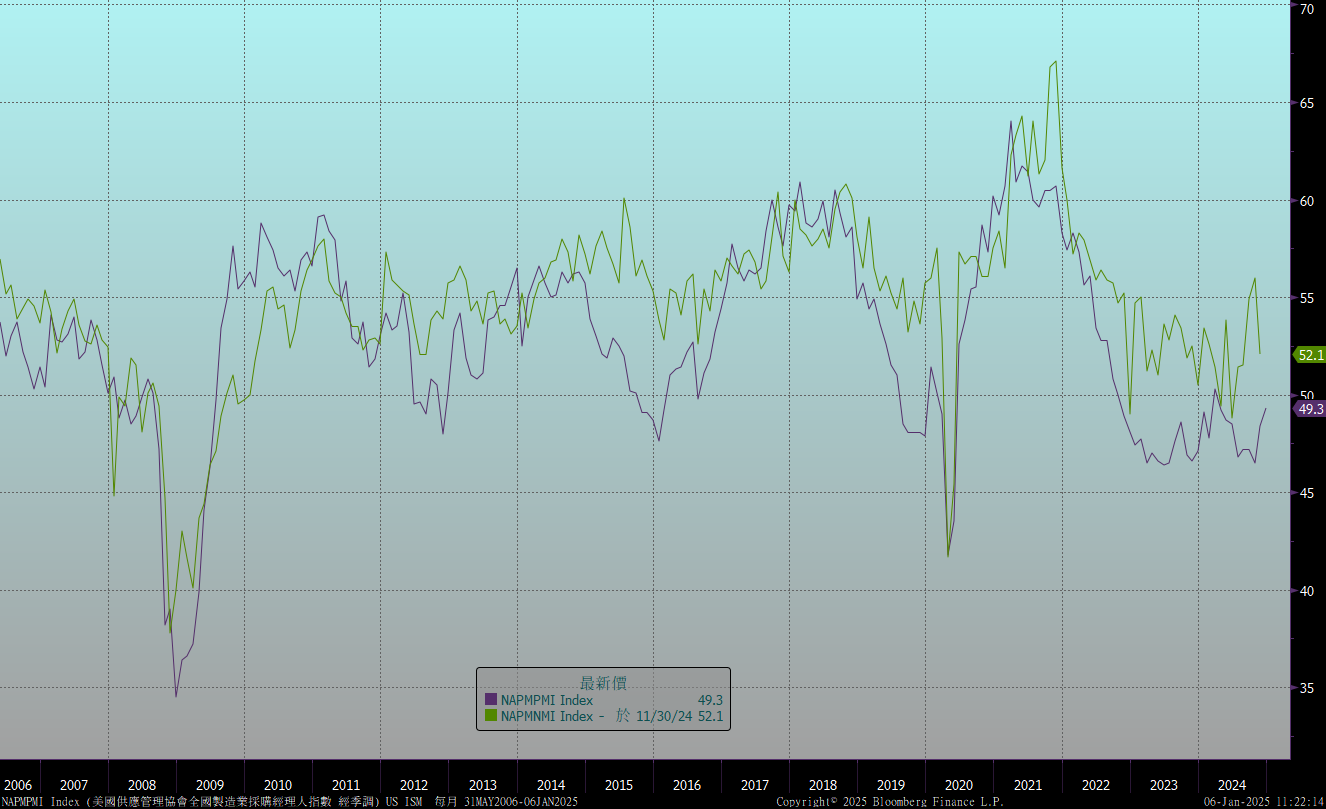 70
65
60
55
52.1
50
49.3
45
40
35
最新價
NAPMPMI Index 49.3
NAPMNMI Index - 於 11/30/24 52.1
2006 2007 2008 2009 2010 2011 2012 2013 2014 2015 2016 2017 2018 2019 2020 2021 2022 2023 2024
NAPMPMI Index (美國供應管理協會全國製造業採購經理人指數 經季調) US ISM 每月 31MAY2006-06JAN2025 Copyright© 2025 Bloomberg Finance L.P. 06-Jan-2025 11:22:14